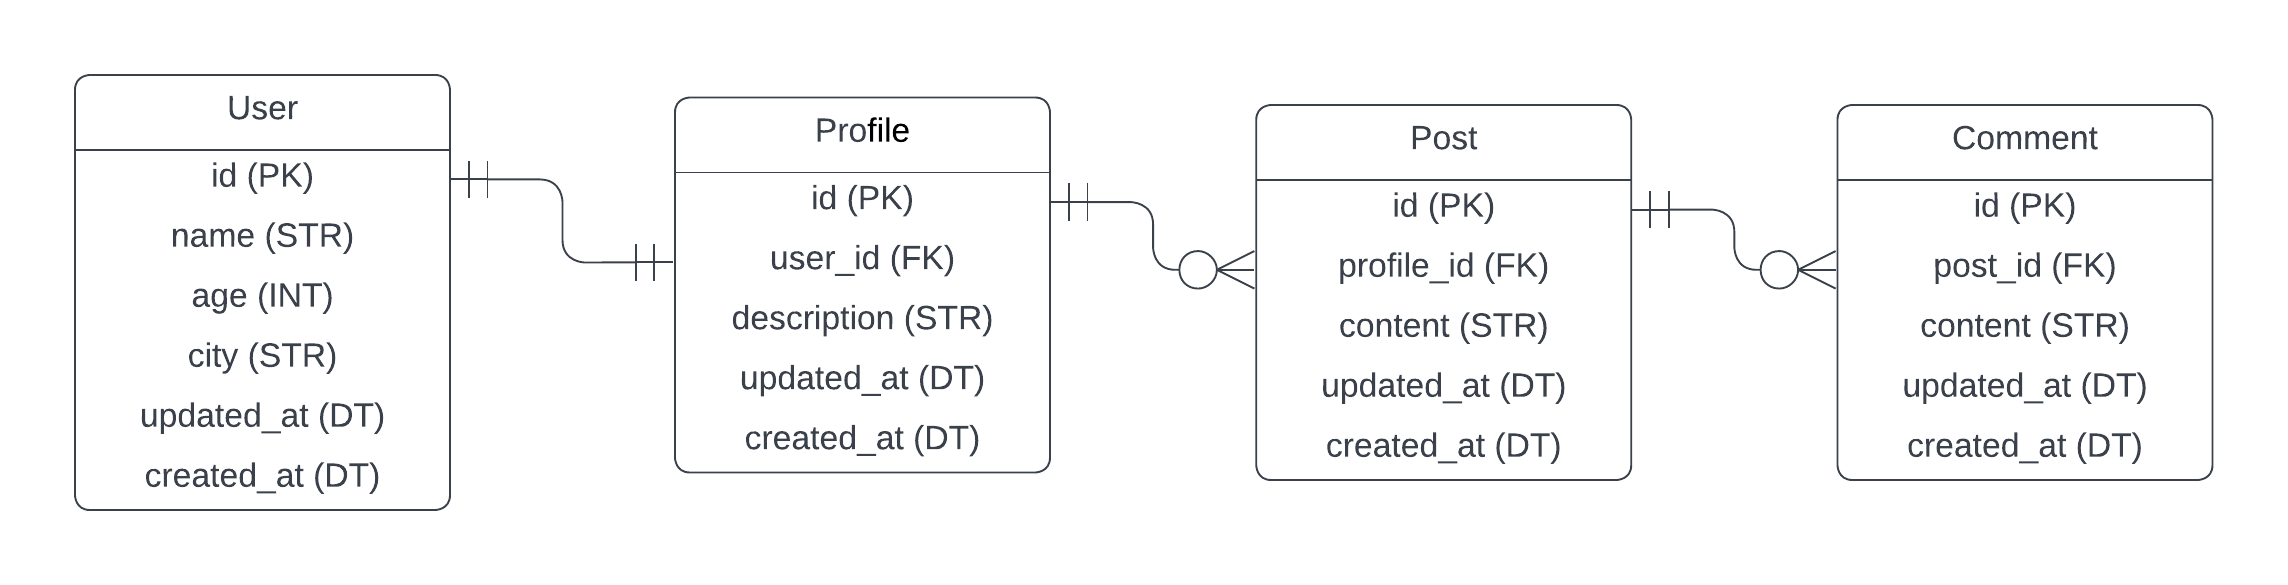 User
id (PK)
name (STR)
age (INT)
city (STR)
updated_at (DT)
created_at (DT)
Profile
id (PK)
user_id (FK)
description (STR)
updated_at (DT)
created_at (DT)
Post
id (PK)
profile_id (FK)
content (STR)
updated_at (DT)
created_at (DT)
Comment
id (PK)
post_id (FK)
content (STR)
updated_at (DT)
created_at (DT)